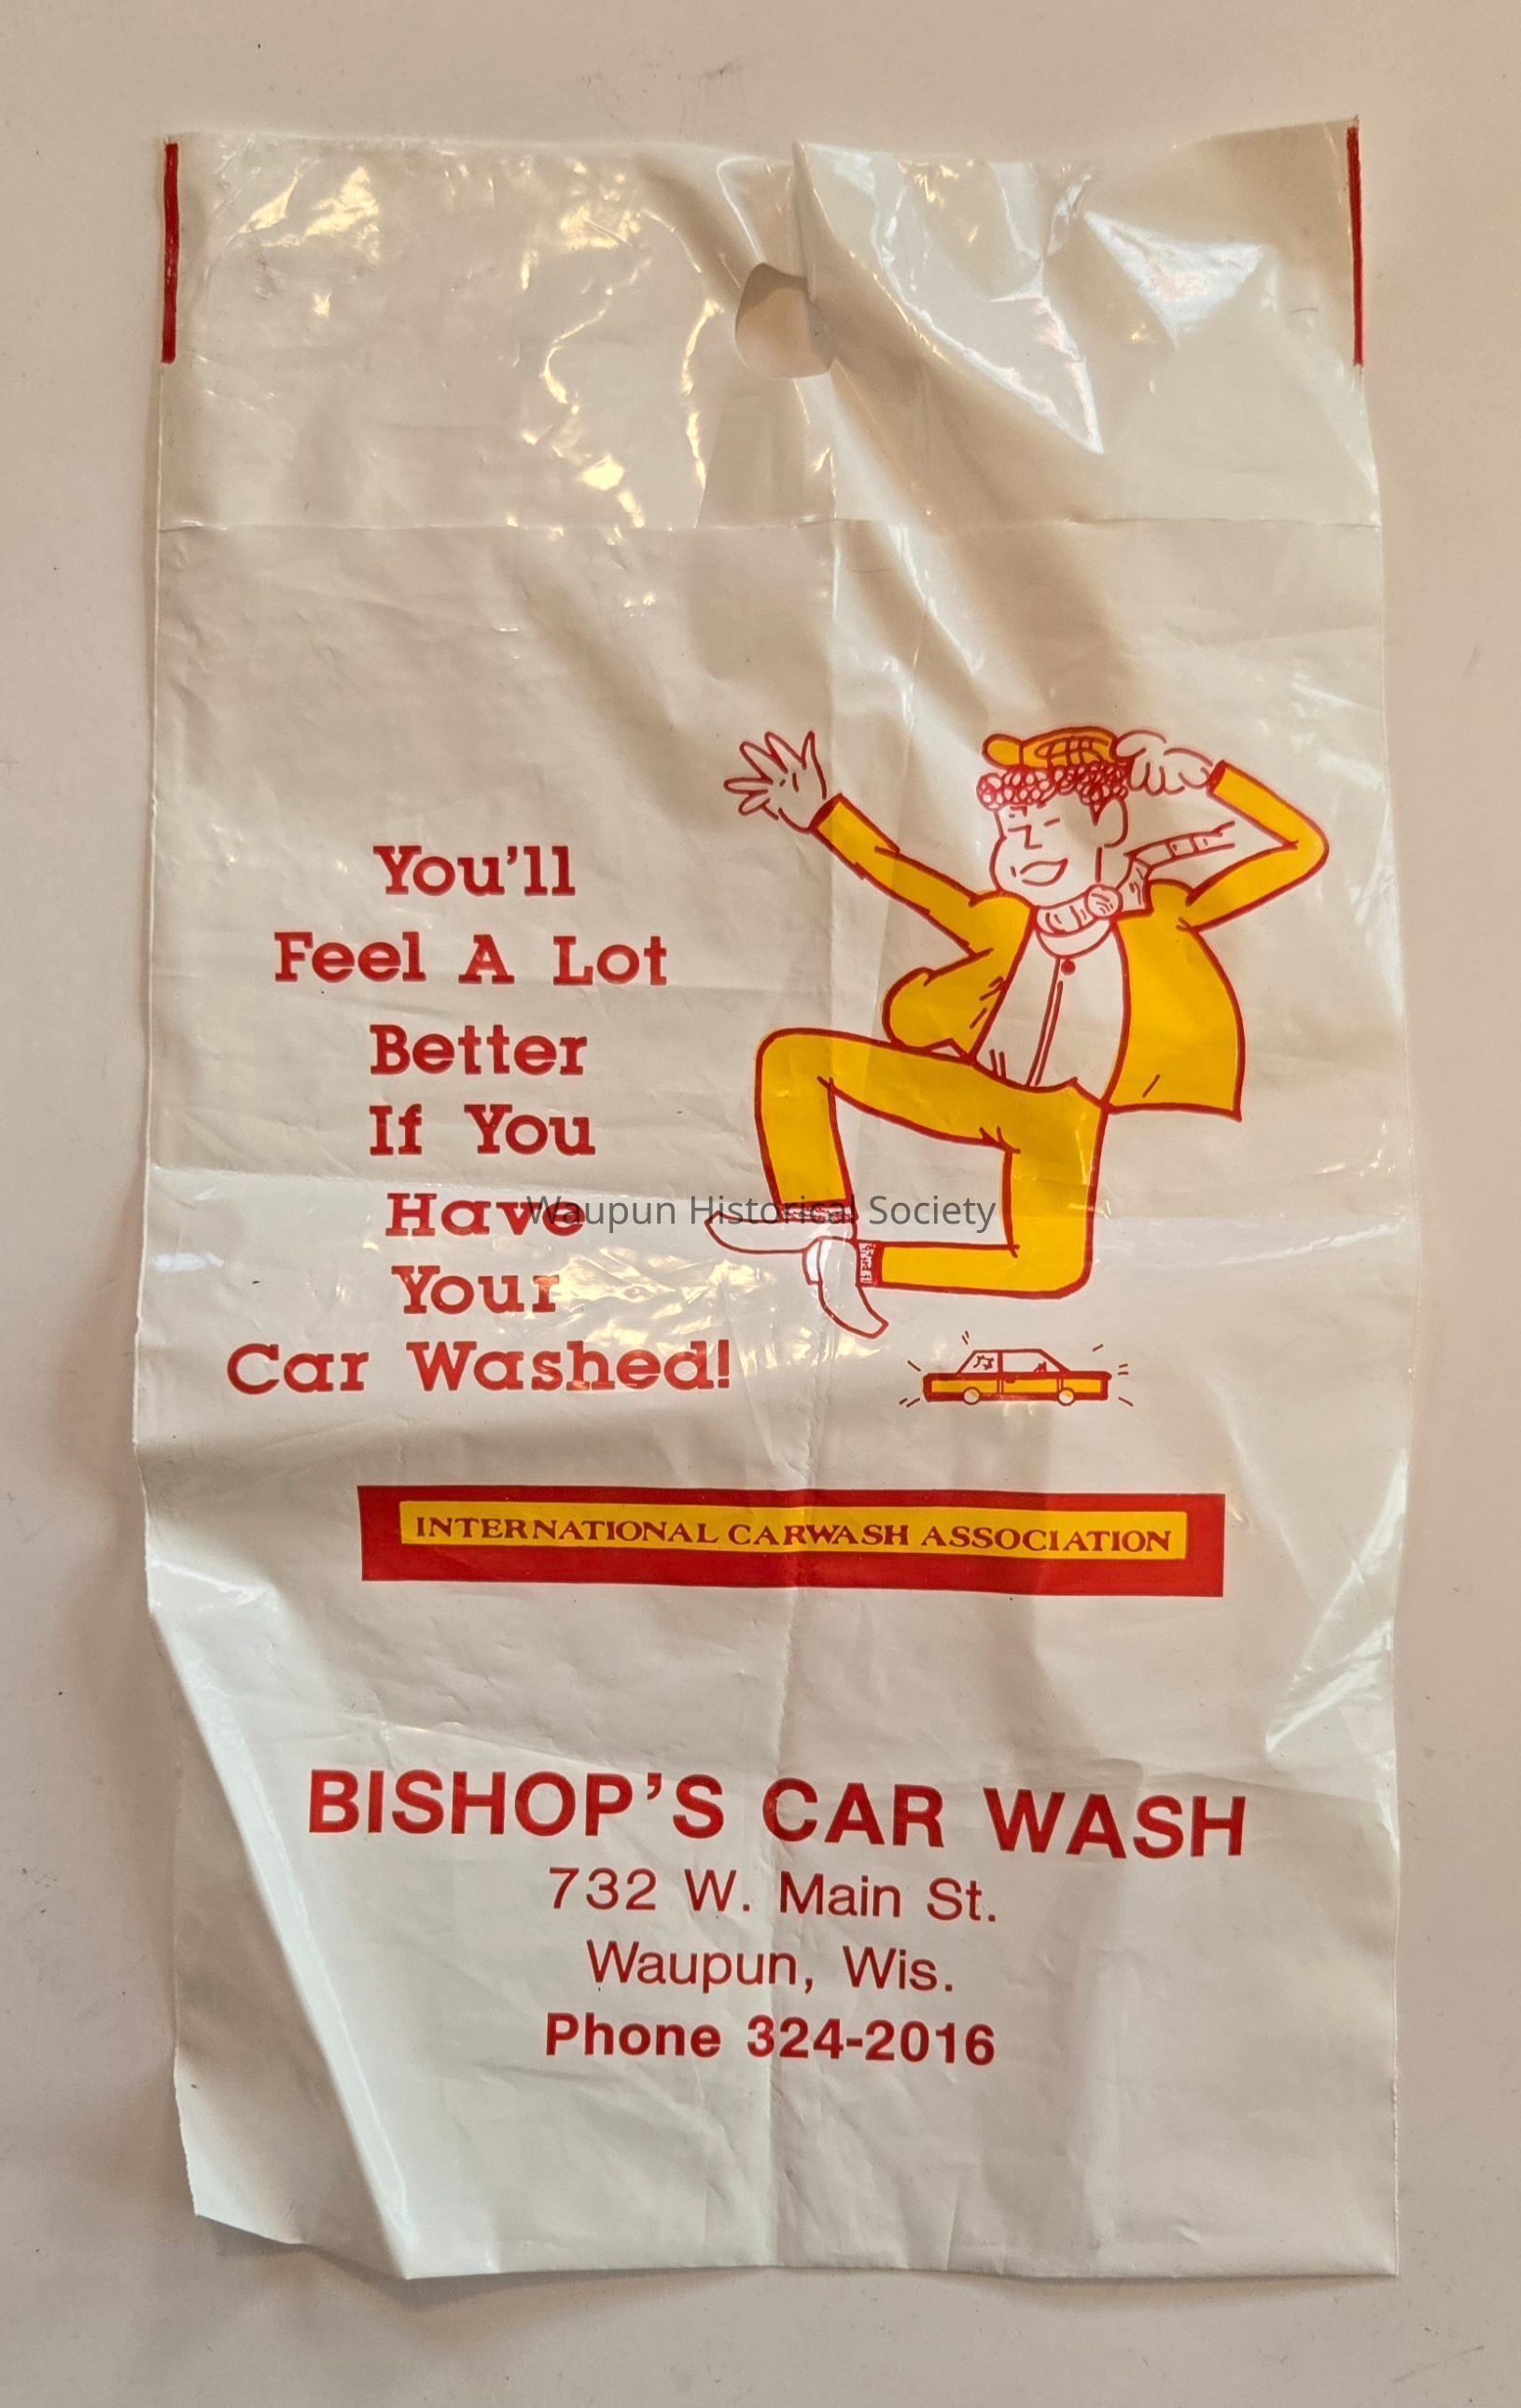 You'll
Feel A Lot
Better
If You
Have
Your
Car Washed!
Waupun Historical Society
INTERNATIONAL CARWASH ASSOCIATION
BISHOP'S CAR WASH
732 W. Main St.
Waupun, Wis.
Phone 324-2016